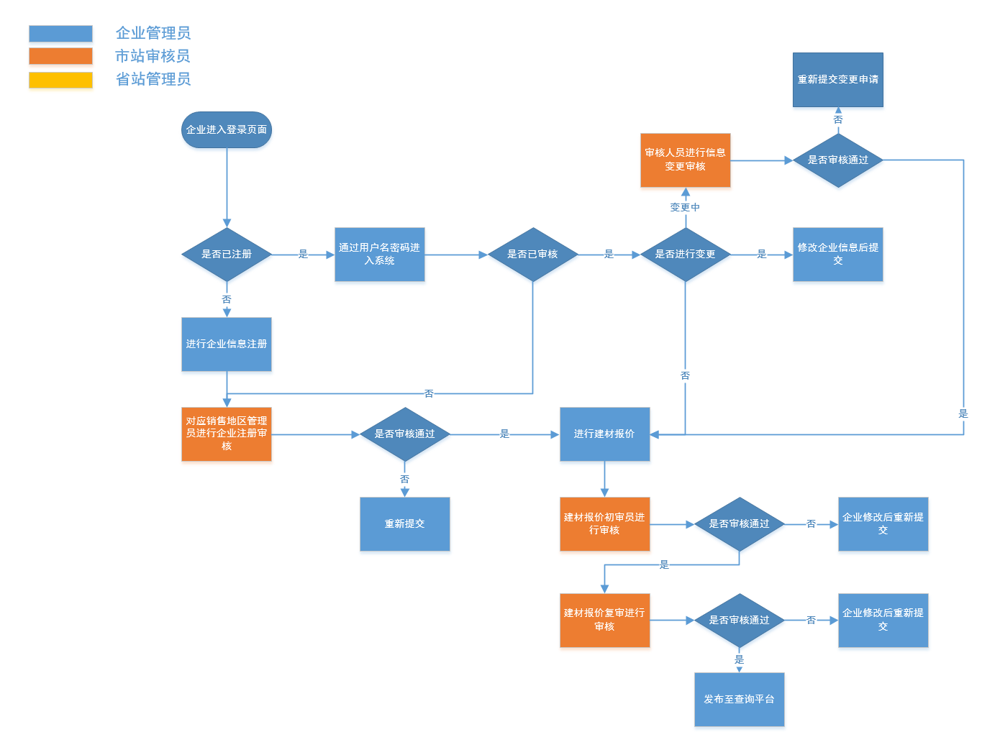 企业管理员
市站审核员
省站管理员
重新提交变更申请
否
企业进入登录页面
审核人员进行信息
变更审核
是否审核通过
变更中
是否已注册
是
通过用户名密码进
入系统
是否已审核
是
是否进行变更
是
修改企业信息后提
交
否
进行企业信息注册
否
否
是
对应销售地区管理
员进行企业注册审
核
是否审核通过
是
进行建材报价
否
重新提交
建材报价初审员进
行审核
是否审核通过
否
企业修改后重新提
交
是
建材报价复审进行
审核
是否审核通过
否
企业修改后重新提
交
是
发布至查询平台